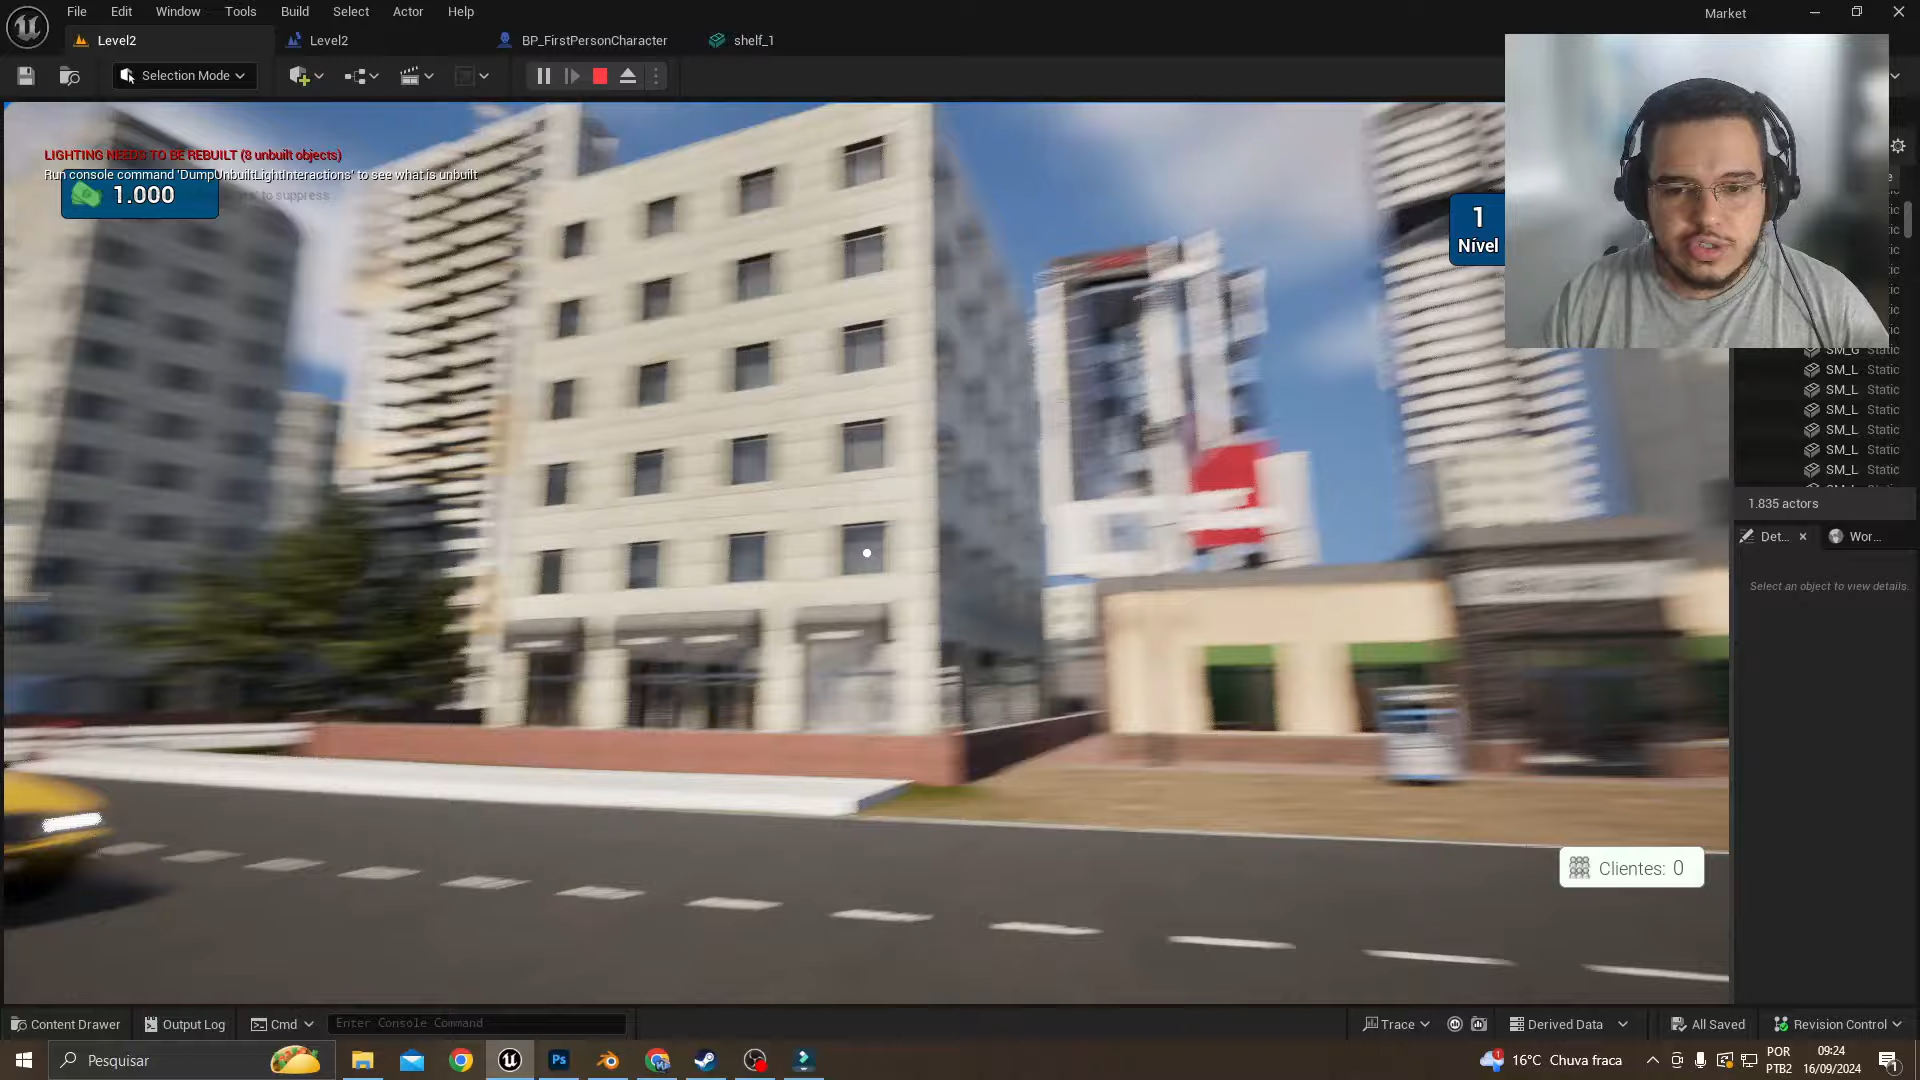 File Edit Window Tools Build Select Actor Help
Market
Level2
Level2
BP_FirstPersonCharacter
shelf_1
Selection Mode
LIGHTING NEEDS TO BE REBUILT (8 unbuilt objects)
Run console command 'DumpUnbuiltLightInteractions' to see what is unbuilt
to suppress
1.000
1
Nível
SM_G Static
SM_L Static
SM_L Static
SM_L Static
SM_L Static
SM_L Static
SM_L Static
1.835 actors
Det...
Wor...
Select an object to view details.
Clientes: 0
Content Drawer
Output Log
Cmd
Enter Console Command
Trace
Derived Data
All Saved
Revision Control
Pesquisar
Ps
16°C Chuva fraca
POR
PTB2
09:24
16/09/2024
1